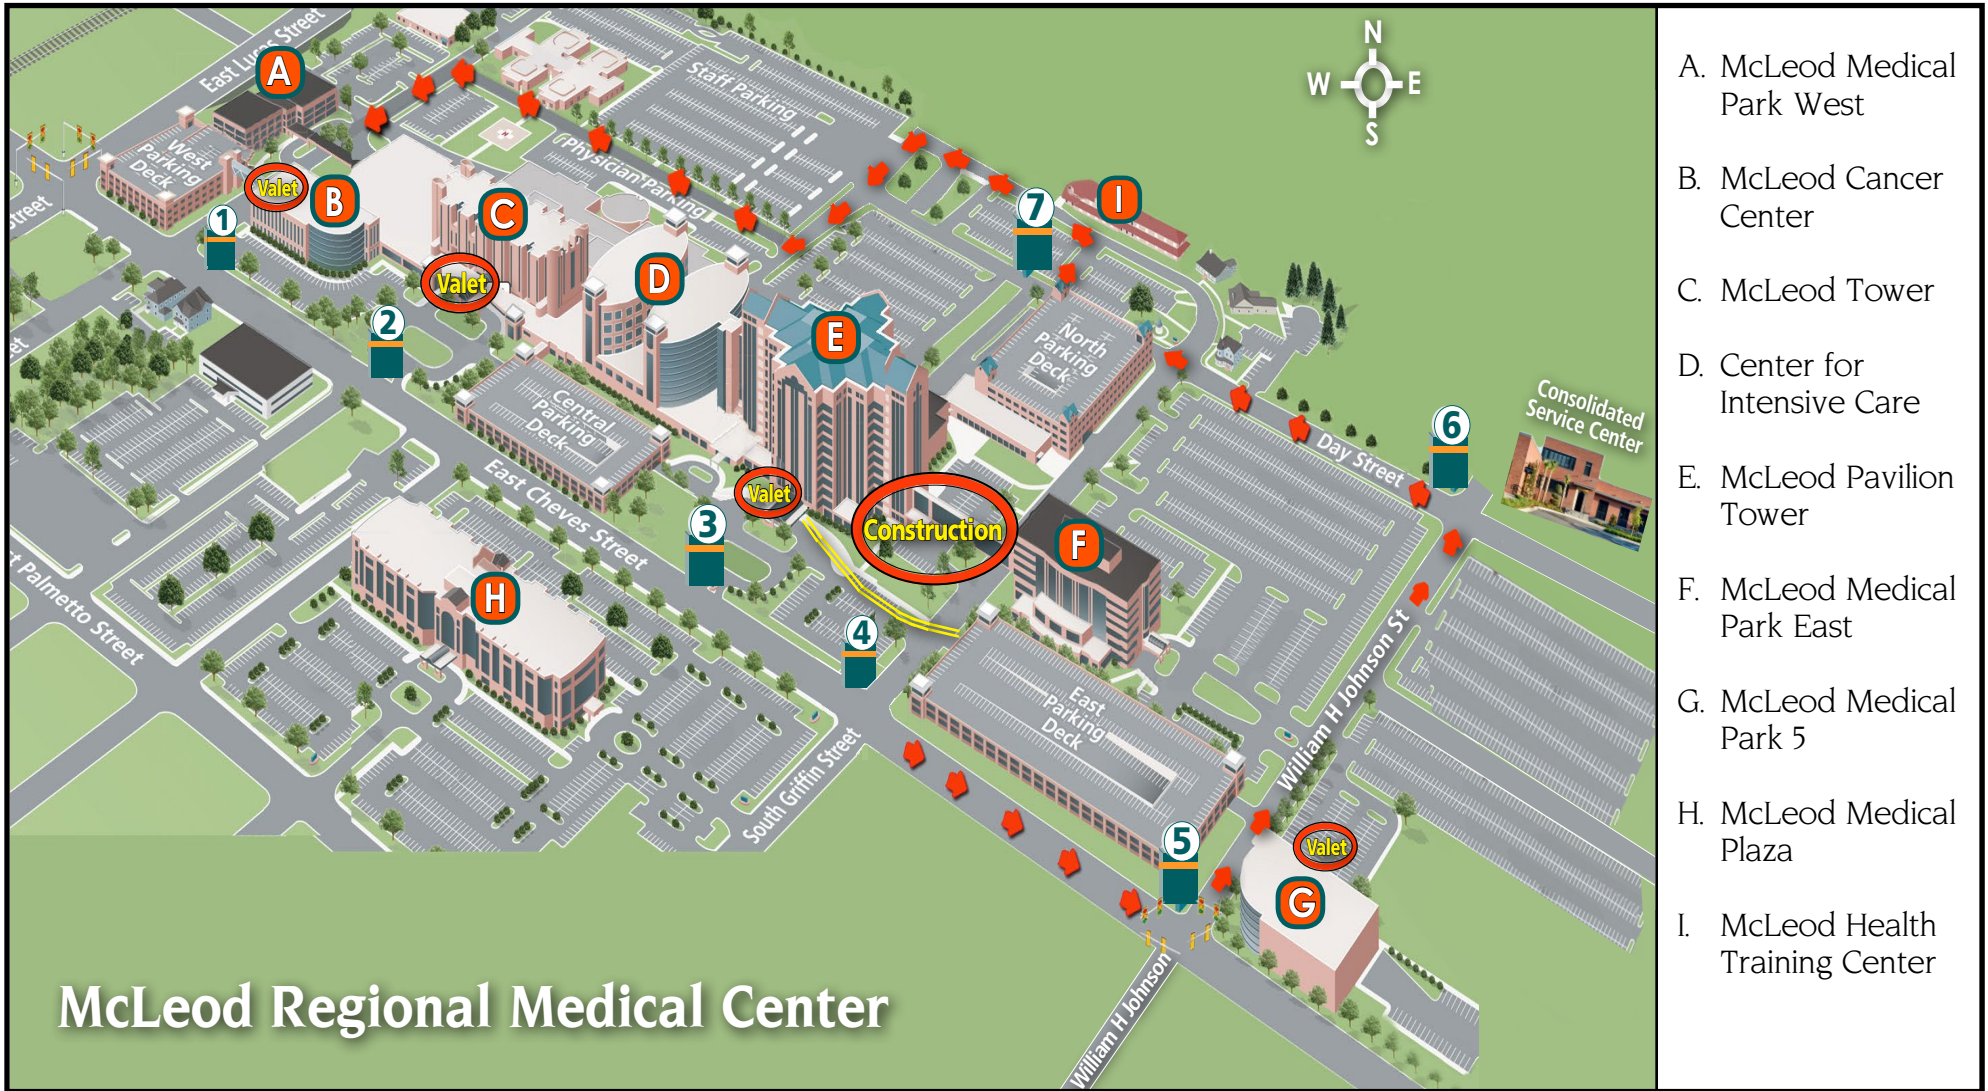 East Lucas Street
A
West
Parking
Deck
Valet
B
1
Street
C
Valet
2
D
Staff Parking
Physician Parking
N
W E
S
7
I
E
North
Parking
Deck
Central
Parking
Deck
East Cheves Street
Valet
Construction
3
4
F
Day Street
6
Consolidated
Service Center
H
Palmetto Street
South Griffin Street
East
Parking
Deck
William H Johnson St
5
Valet
G
William H Johnson
McLeod Regional Medical Center
A. McLeod Medical
Park West
B. McLeod Cancer
Center
C. McLeod Tower
D. Center for
Intensive Care
E. McLeod Pavilion
Tower
F. McLeod Medical
Park East
G. McLeod Medical
Park 5
H. McLeod Medical
Plaza
I. McLeod Health
Training Center